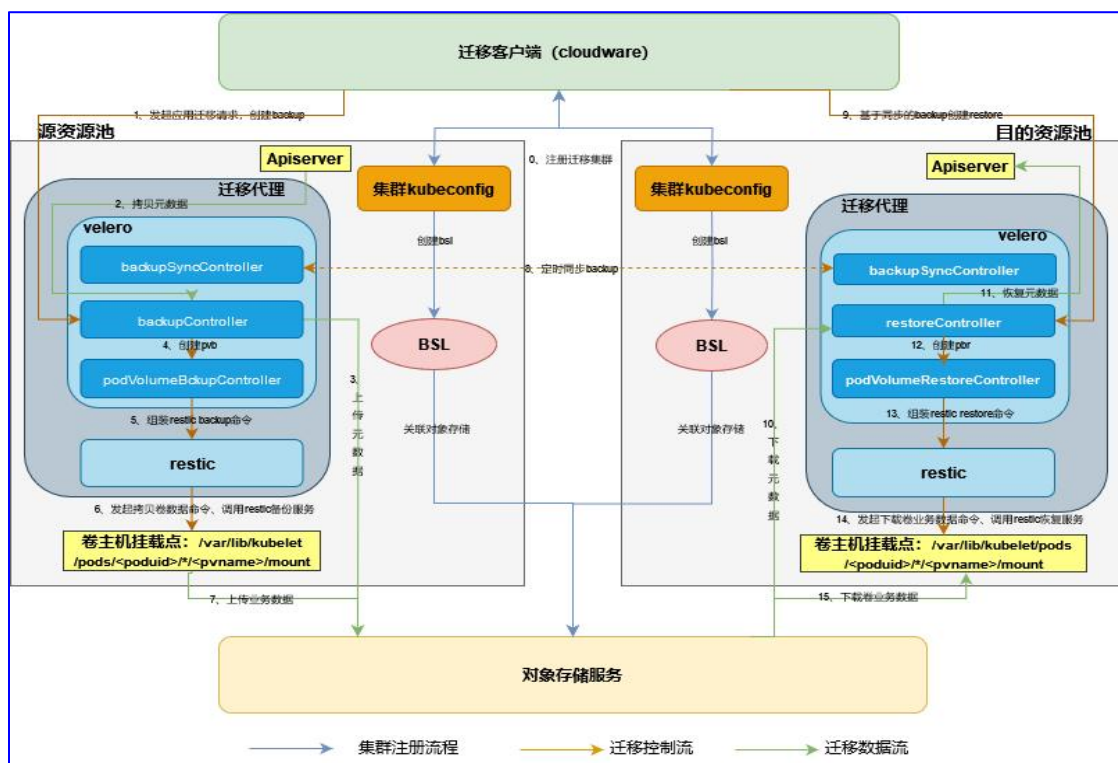 迁移客户端（cloudware）
1、发起应用迁移请求，创建backup
9、基于同步的backup创建restore
源资源池
目的资源池
0、注册迁移集群
Apiserver
集群kubeconfig
集群kubeconfig
Apiserver
迁移代理
迁移代理
2、拷贝元数据
velero
velero
创建bsl
创建bsl
backupSyncController
8、定时同步backup
backupSyncController
11、恢复元数据
backupController
restoreController
4、创建pvb
12、创建pbr
BSL
BSL
podVolumeBckupController
podVolumeRestoreController
3、上传元数据
10、下载元数据
5、组装restic backup命令
13、组装restic restore命令
关联对象存储
关联对象存储
restic
restic
6、发起拷贝卷数据命令、调用restic备份服务
14、发起下载卷业务数据命令、调用restic恢复服务
卷主机挂载点：/var/lib/kubelet
/pods/<poduid>/*/<pvname>/mount
卷主机挂载点：/var/lib/kubelet/pods
/<poduid>/*/<pvname>/mount
7、上传业务数据
15、下载卷业务数据
对象存储服务
集群注册流程
迁移控制流
迁移数据流